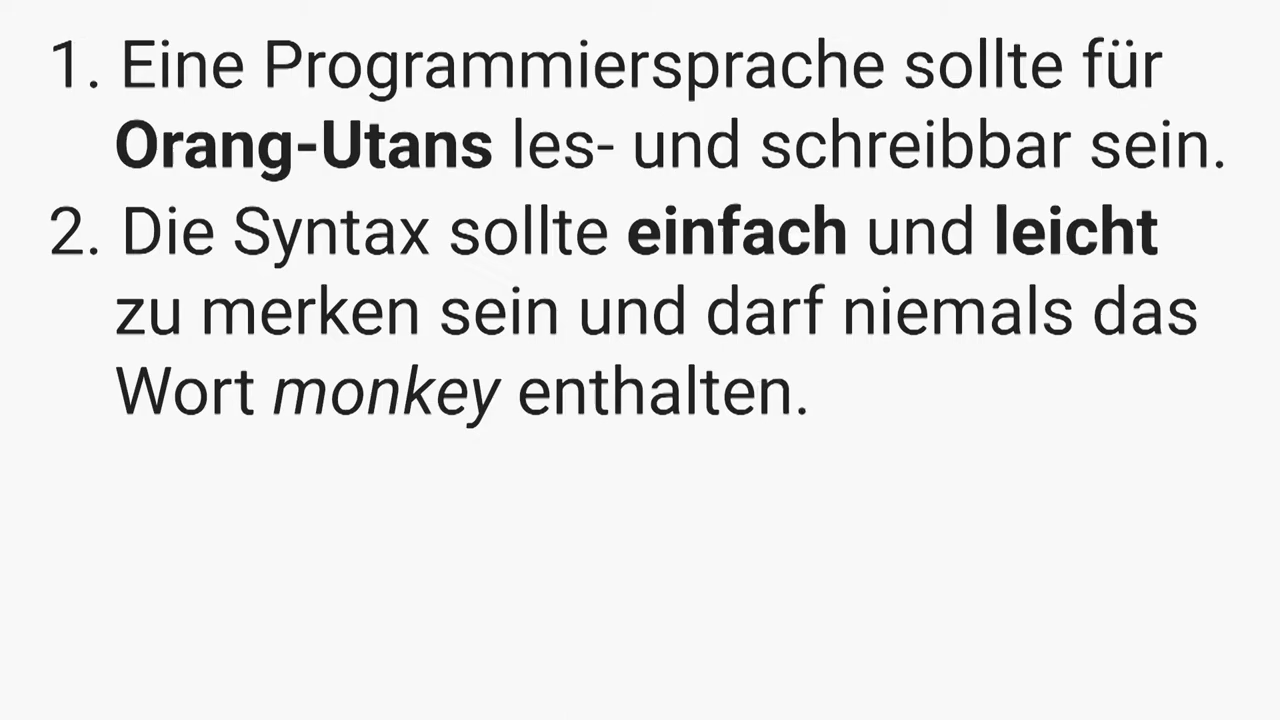 1. Eine Programmiersprache sollte für
Orang-Utans les- und schreibbar sein.
2. Die Syntax sollte einfach und leicht
zu merken sein und darf niemals das
Wort monkey enthalten.